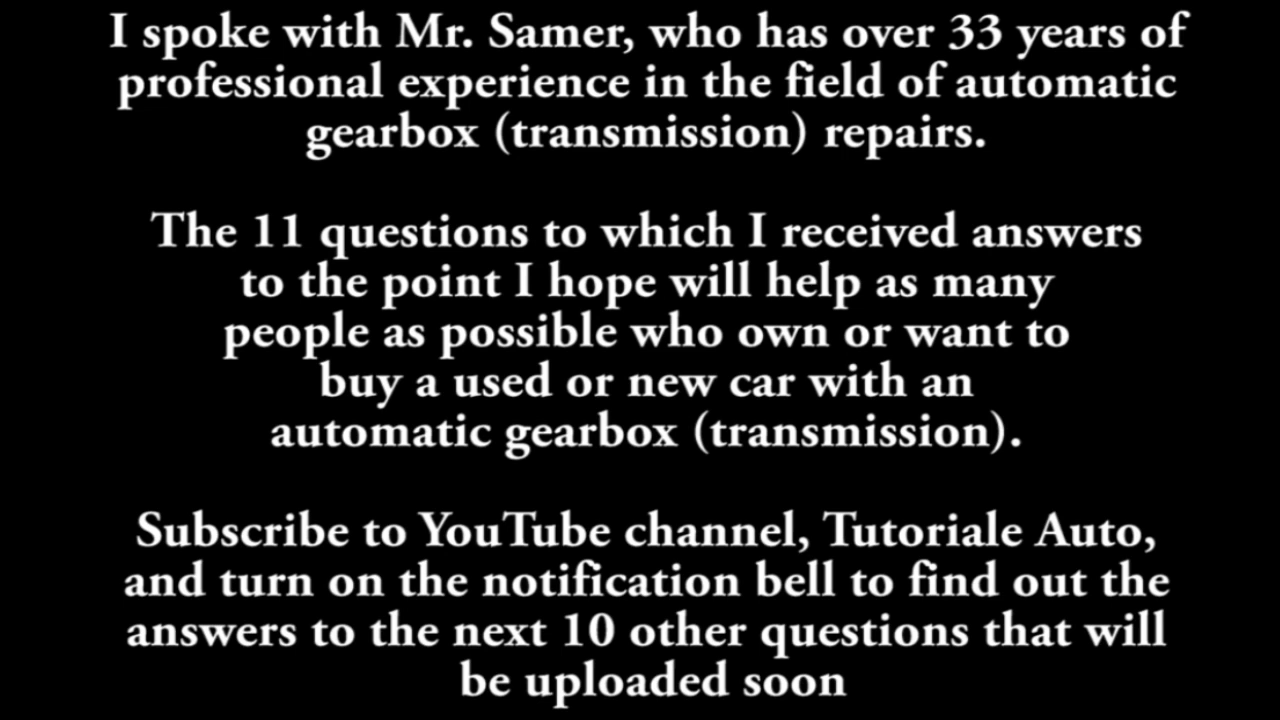 I spoke with Mr. Samer, who has over 33 years of
professional experience in the field of automatic
gearbox (transmission) repairs.
The 11 questions to which I received answers
to the point I hope will help as many
people as possible who own or want to
buy a used or new car with an
automatic gearbox (transmission).
Subscribe to YouTube channel, Tutoriale Auto,
and turn on the notification bell to find out the
answers to the next 10 other questions that will
be uploaded soon